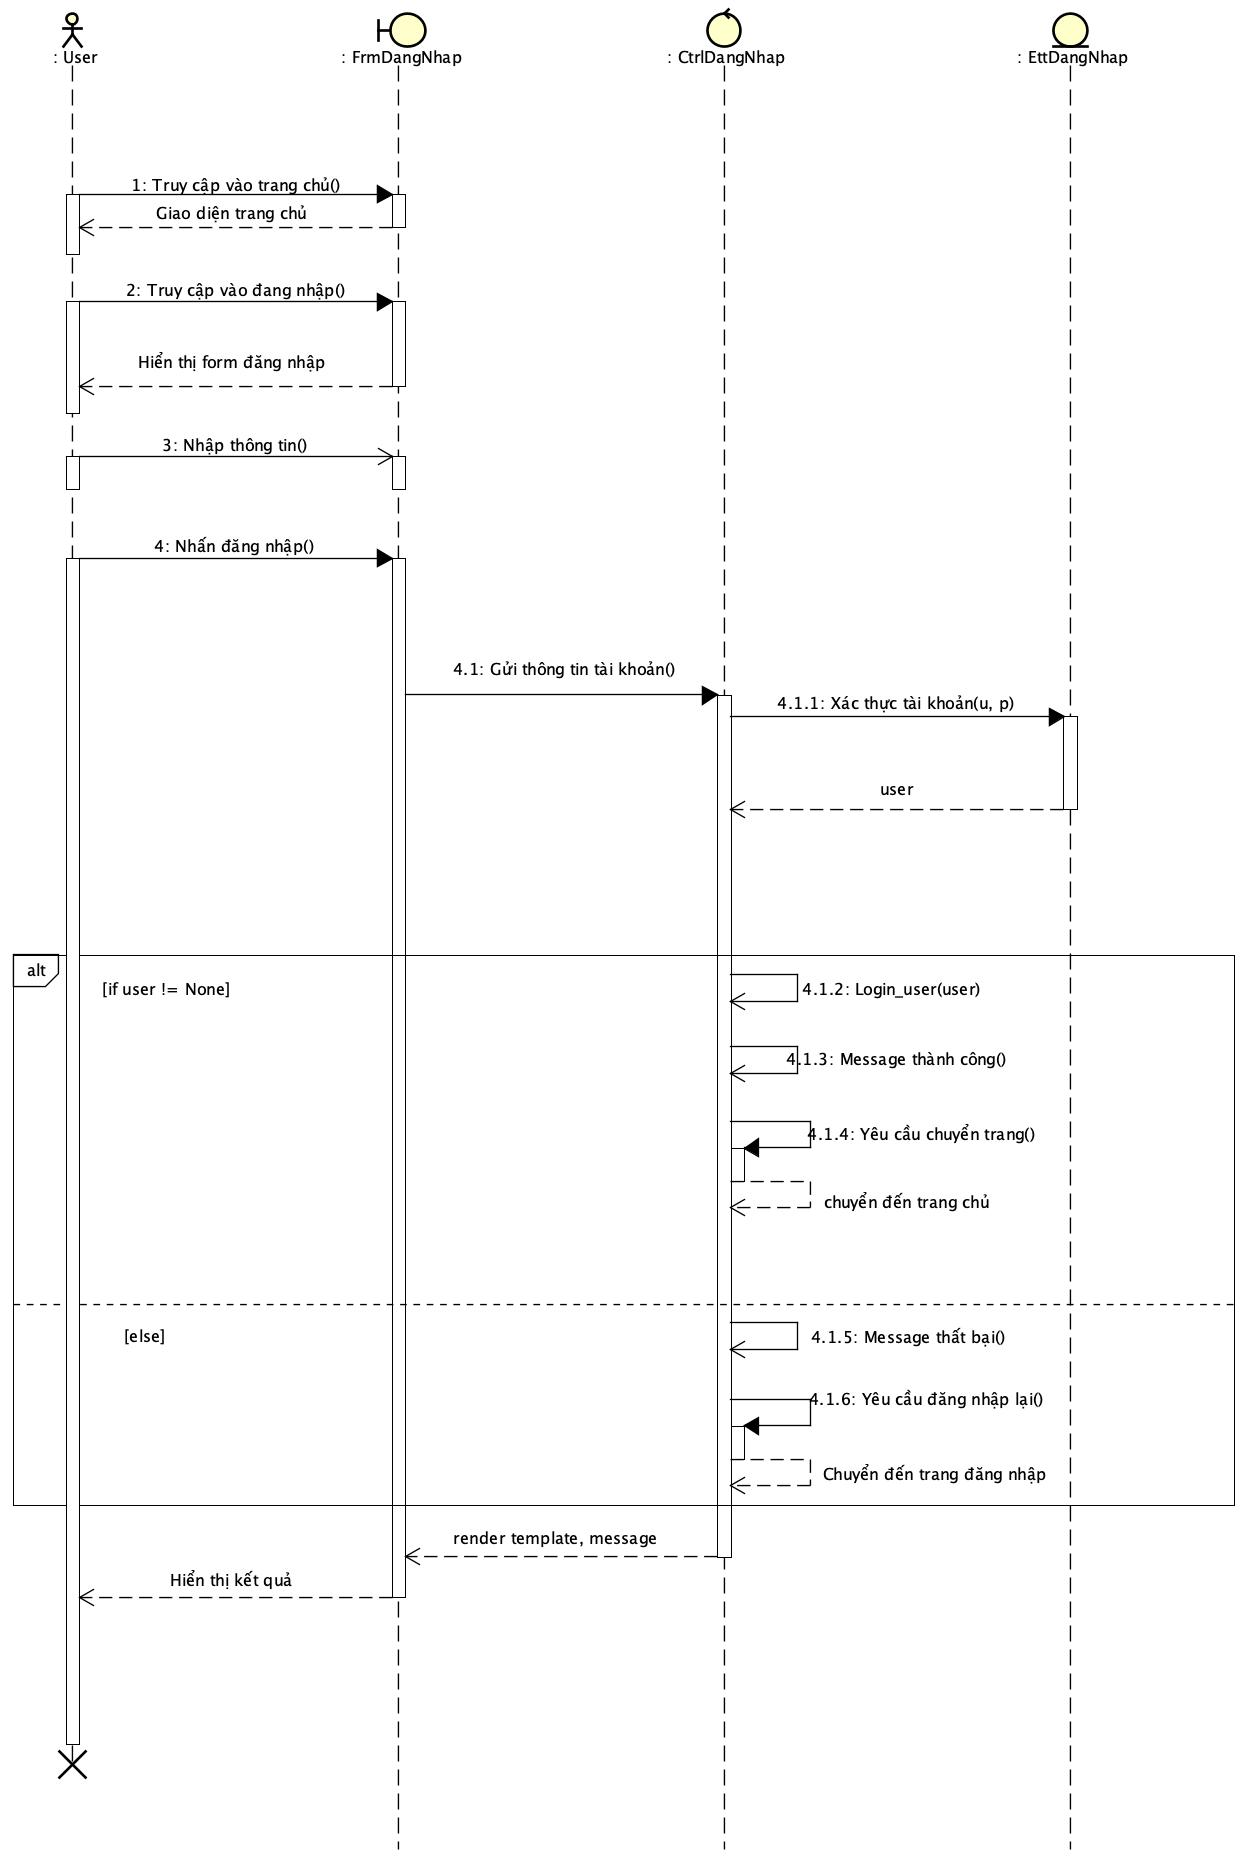 : User
: FrmDangNhap
: CtrlDangNhap
: EttDangNhap
1: Truy cập vào trang chủ()
Giao diện trang chủ
2: Truy cập vào đang nhập()
Hiển thị form đăng nhập
3: Nhập thông tin()
4: Nhấn đăng nhập()
4.1: Gửi thông tin tài khoản()
4.1.1: Xác thực tài khoản(u, p)
user
alt
[if user != None]
4.1.2: Login_user(user)
4.1.3: Message thành công()
4.1.4: Yêu cầu chuyển trang()
chuyển đến trang chủ
[else]
4.1.5: Message thất bại()
4.1.6: Yêu cầu đăng nhập lại()
Chuyển đến trang đăng nhập
render template, message
Hiển thị kết quả